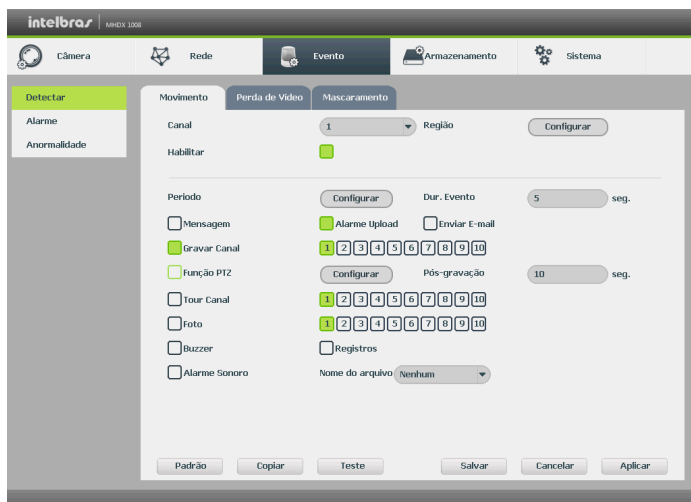 intelbras MHDX 1008
Câmera Rede Evento Armazenamento Sistema
Detectar
Alarme
Anormalidade
Movimento Perda de Vídeo Mascaramento
Canal 1 Região Configurar
Habilitar
Periodo Configurar Dur. Evento 5 seg.
Mensagem Alarme Upload Enviar E-mail
Gravar Canal 1 2 3 4 5 6 7 8 9 10
Função PTZ Configurar Pós-gravação 10 seg.
Tour Canal 1 2 3 4 5 6 7 8 9 10
Foto 1 2 3 4 5 6 7 8 9 10
Buzzer Registros
Alarme Sonoro Nome do arquivo Nenhum
Padrão Copiar Teste Salvar Cancelar Aplicar